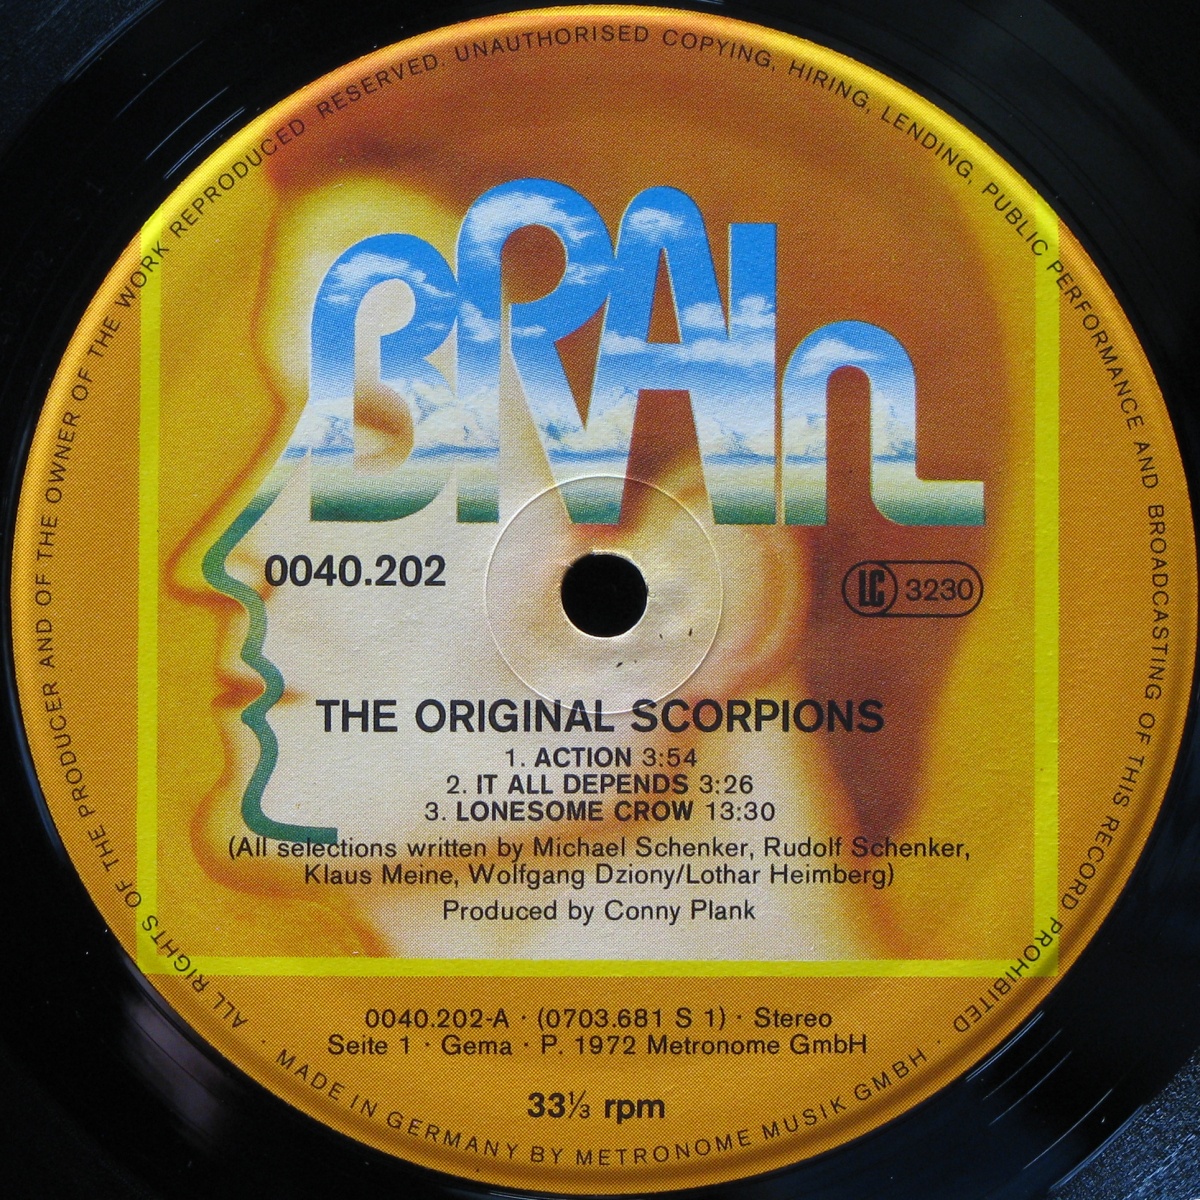 ALL RIGHTS OF THE PRODUCER AND OF THE OWNER OF THE WORK REPRODUCED RESERVED. UNAUTHORISED COPYING, HIRING, LENDING, PUBLIC PERFORMANCE AND BROADCASTING OF THIS RECORD PROHIBITED
BRAIn
0040.202
LC 3230
THE ORIGINAL SCORPIONS
1. ACTION 3:54
2. IT ALL DEPENDS 3:26
3. LONESOME CROW 13:30
(All selections written by Michael Schenker, Rudolf Schenker,
Klaus Meine, Wolfgang Dziony/Lothar Heimberg)
Produced by Conny Plank
0040.202-A · (0703.681 S 1) · Stereo
Seite 1 · Gema · P. 1972 Metronome GmbH
33⅓ rpm
· MADE IN GERMANY BY METRONOME MUSIK GMBH ·